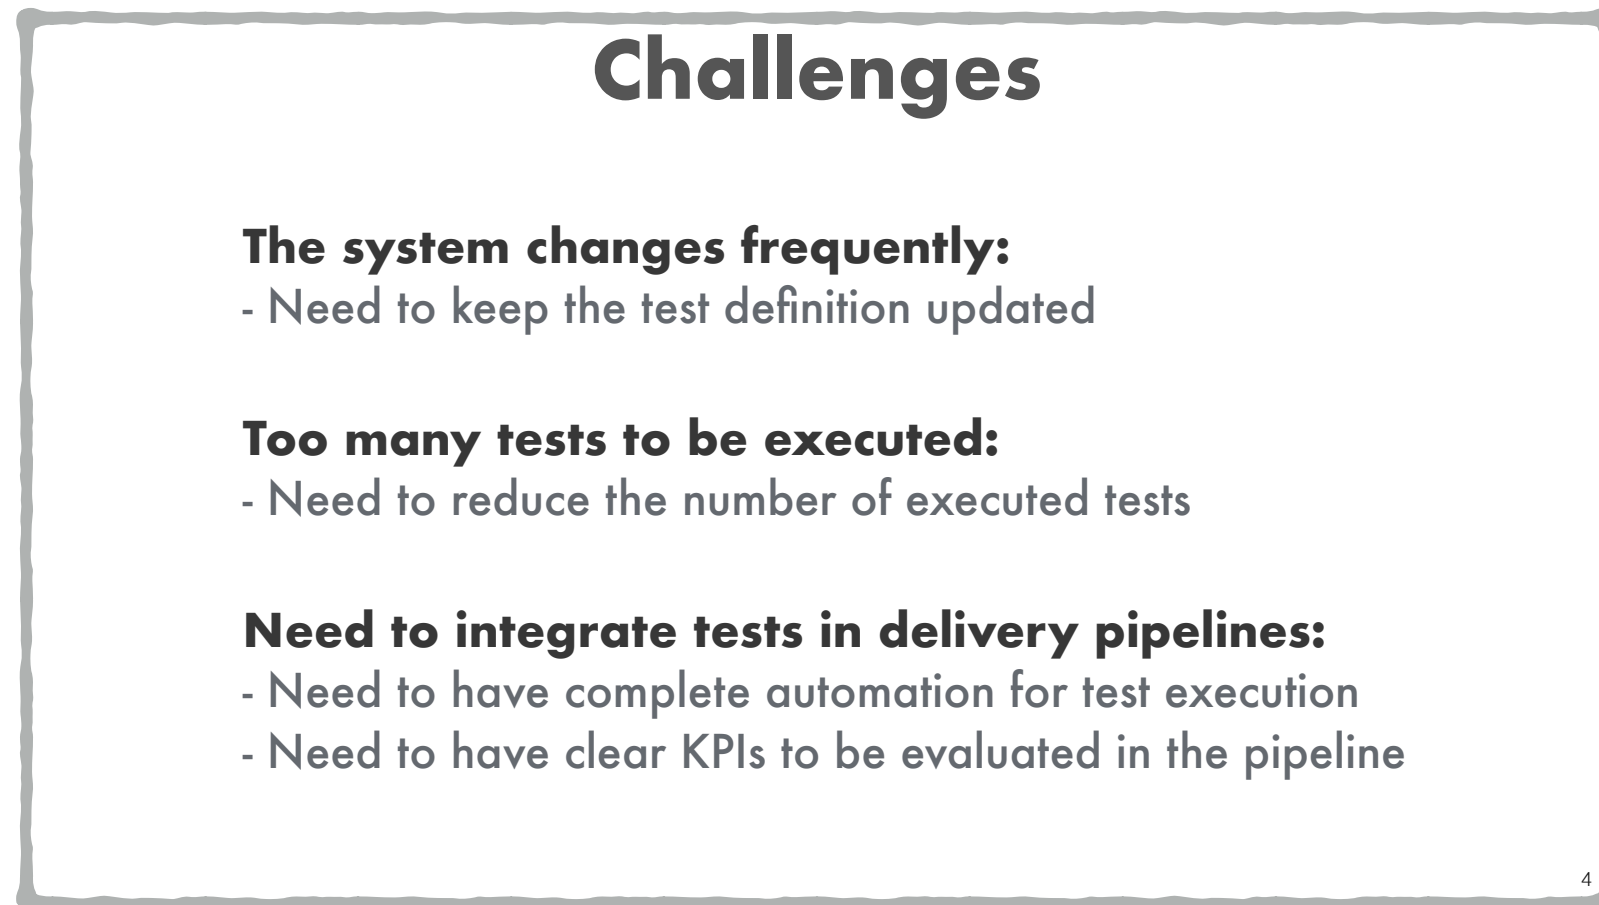 Challenges
The system changes frequently:
- Need to keep the test definition updated
Too many tests to be executed:
- Need to reduce the number of executed tests
Need to integrate tests in delivery pipelines:
- Need to have complete automation for test execution
- Need to have clear KPIs to be evaluated in the pipeline
4